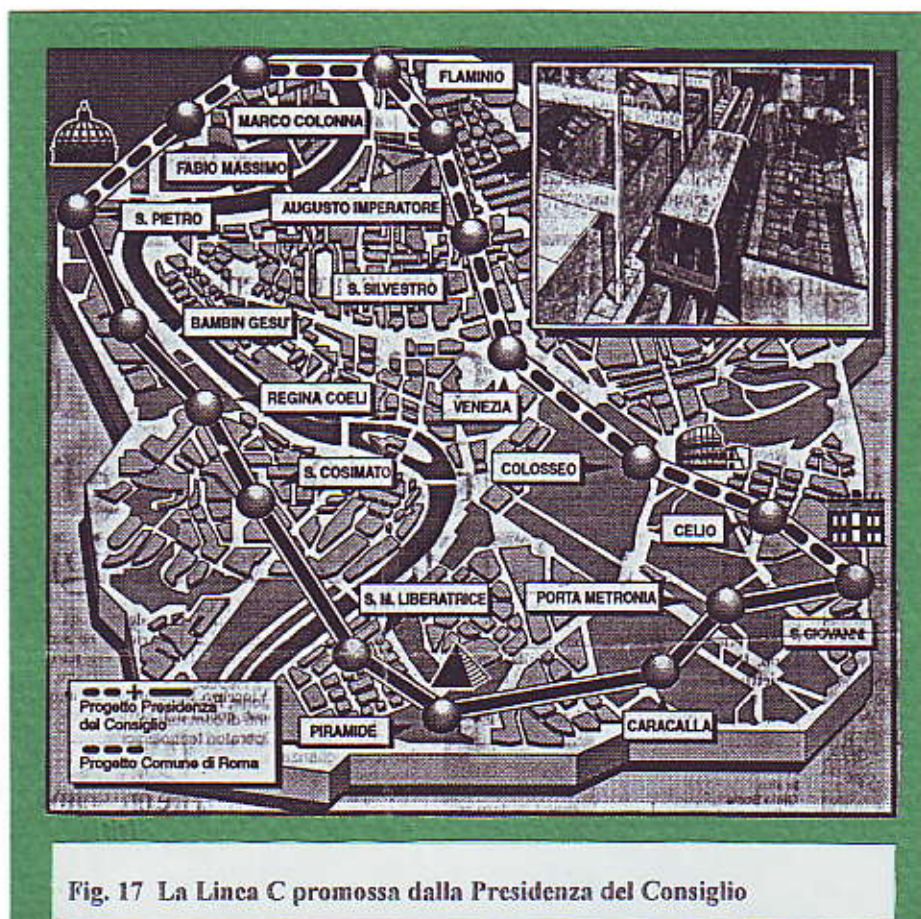 FLAMINIO
MARCO COLONNA
FABIO MASSIMO
S. PIETRO
AUGUSTO IMPERATORE
S. SILVESTRO
BAMBIN GESU'
REGINA COELI
VENEZIA
S. COSIMATO
COLOSSEO
CELIO
S. M. LIBERATRICE
PORTA METRONIA
S. GIOVANNI
PIRAMIDE
CARACALLA
Progetto Presidenza
del Consiglio
Progetto Comune di Roma
Fig. 17 La Linea C promossa dalla Presidenza del Consiglio